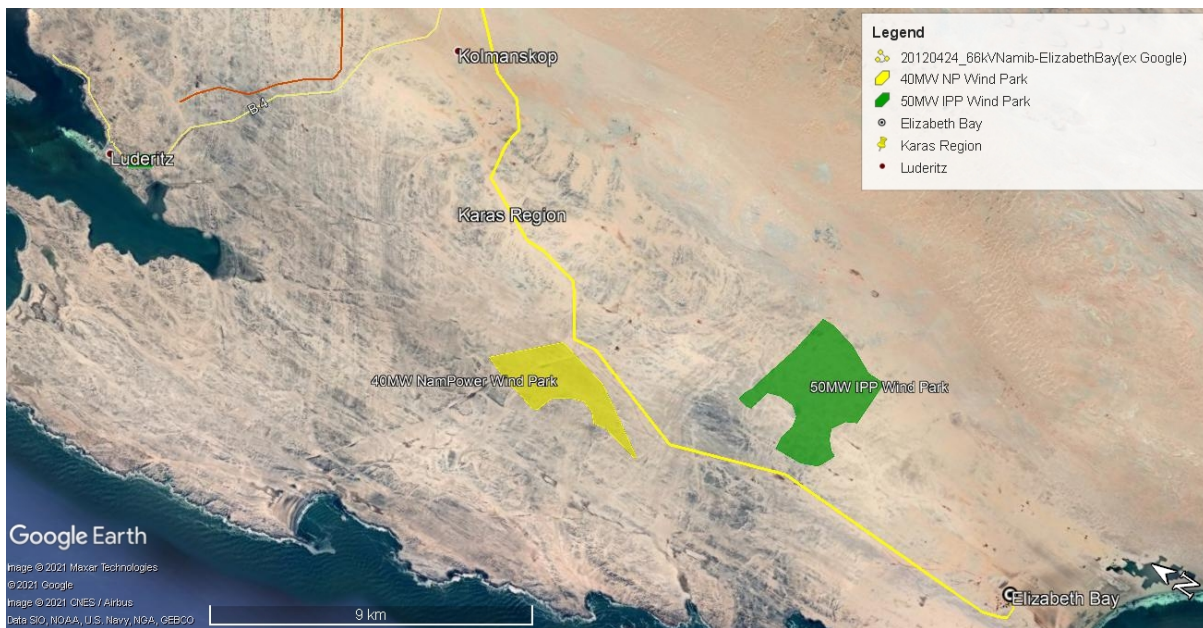 Legend
20120424_66kVNamib-ElizabethBay(ex Google)
40MW NP Wind Park
50MW IPP Wind Park
Elizabeth Bay
Karas Region
Luderitz
Kolmanskop
B 4
Luderitz
Karas Region
40MW NamPower Wind Park
50MW IPP Wind Park
Google Earth
Image © 2021 Maxar Technologies
© 2021 Google
Image © 2021 CNES / Airbus
Data SIO, NOAA, U.S. Navy, NGA, GEBCO
9 km
Elizabeth Bay
N